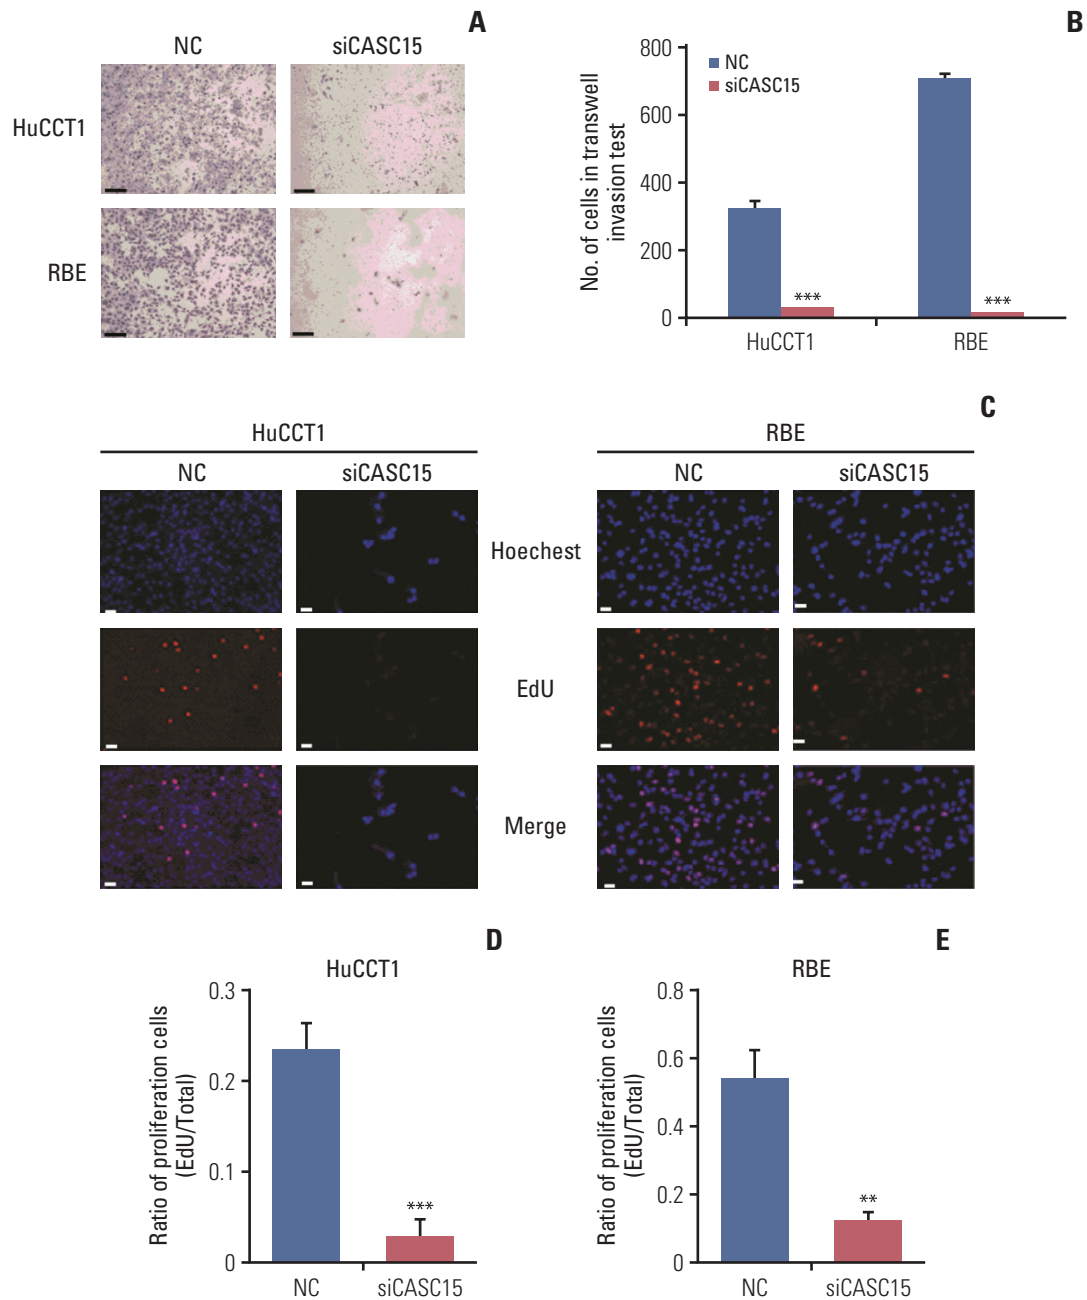 A
NC
siCASC15
HuCCT1
RBE
B
800
600
400
200
0
No. of cells in transwell
invasion test
NC
siCASC15
***
***
HuCCT1
RBE
C
HuCCT1
RBE
NC
siCASC15
NC
siCASC15
Hoechest
EdU
Merge
D
HuCCT1
0.3
0.2
0.1
0
Ratio of proliferation cells
(EdU/Total)
***
NC
siCASC15
E
RBE
0.8
0.6
0.4
0.2
0
Ratio of proliferation cells
(EdU/Total)
**
NC
siCASC15